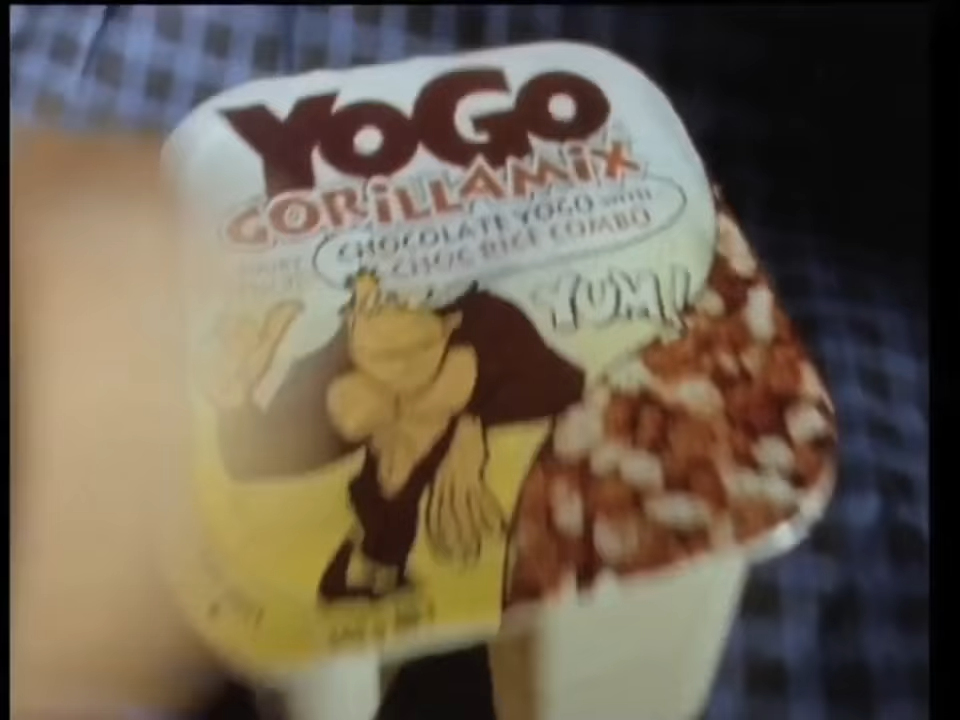 YoGo
GORiLLAMiX
CHOCOLATE YOGO WITH
CHOC RICE COMBO
YUM!